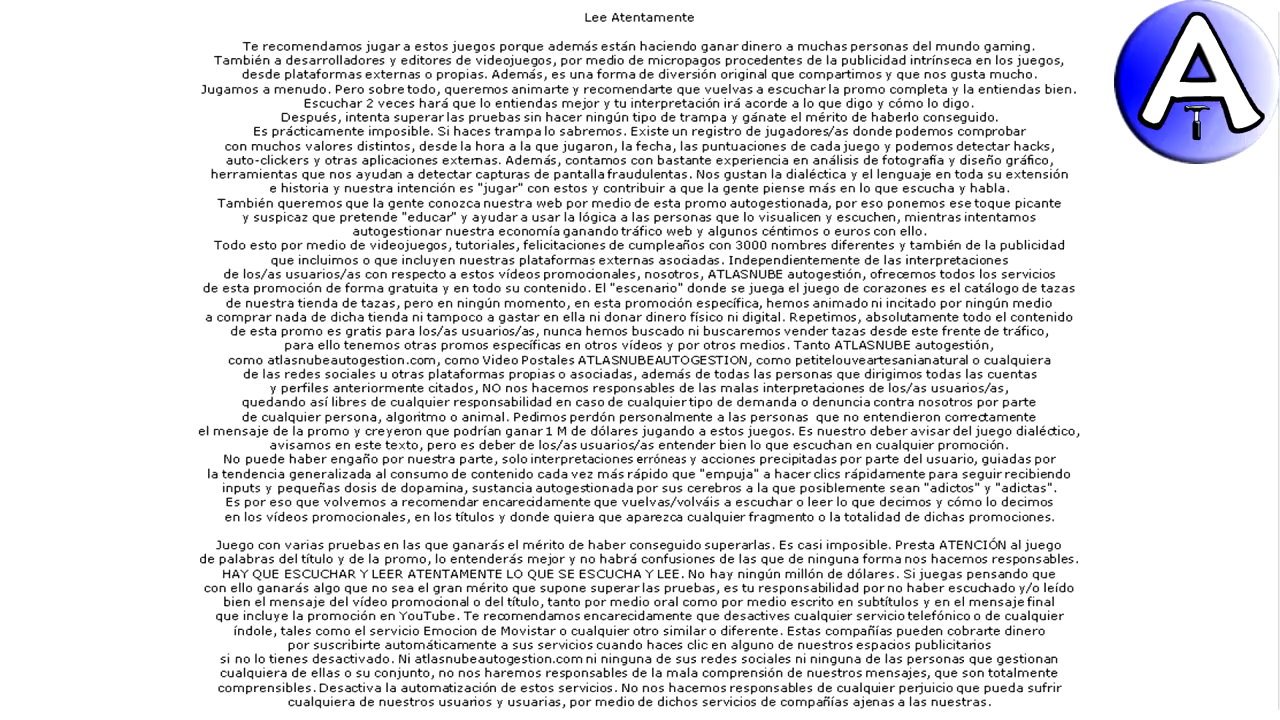 Lee Atentamente
Te recomendamos jugar a estos juegos porque además están haciendo ganar dinero a muchas personas del mundo gaming.
También a desarrolladores y editores de videojuegos, por medio de micropagos procedentes de la publicidad intrínseca en los juegos,
desde plataformas externas o propias. Además, es una forma de diversión original que compartimos y que nos gusta mucho.
Jugamos a menudo. Pero sobre todo, queremos animarte y recomendarte que vuelvas a escuchar la promo completa y la entiendas bien.
Escuchar 2 veces hará que lo entiendas mejor y tu interpretación irá acorde a lo que digo y cómo lo digo.
Después, intenta superar las pruebas sin hacer ningún tipo de trampa y gánate el mérito de haberlo conseguido.
Es prácticamente imposible. Si haces trampa lo sabremos. Existe un registro de jugadores/as donde podemos comprobar
con muchos valores distintos, desde la hora a la que jugaron, la fecha, las puntuaciones de cada juego y podemos detectar hacks,
auto-clickers y otras aplicaciones externas. Además, contamos con bastante experiencia en análisis de fotografía y diseño gráfico,
herramientas que nos ayudan a detectar capturas de pantalla fraudulentas. Nos gustan la dialéctica y el lenguaje en toda su extensión
e historia y nuestra intención es "jugar" con estos y contribuir a que la gente piense más en lo que escucha y habla.
También queremos que la gente conozca nuestra web por medio de esta promo autogestionada, por eso ponemos ese toque picante
y suspicaz que pretende "educar" y ayudar a usar la lógica a las personas que lo visualicen y escuchen, mientras intentamos
autogestionar nuestra economía ganando tráfico web y algunos céntimos o euros con ello.
Todo esto por medio de videojuegos, tutoriales, felicitaciones de cumpleaños con 3000 nombres diferentes y también de la publicidad
que incluimos o que incluyen nuestras plataformas externas asociadas. Independientemente de las interpretaciones
de los/as usuarios/as con respecto a estos vídeos promocionales, nosotros, ATLASNUBE autogestión, ofrecemos todos los servicios
de esta promoción de forma gratuita y en todo su contenido. El "escenario" donde se juega el juego de corazones es el catálogo de tazas
de nuestra tienda de tazas, pero en ningún momento, en esta promoción específica, hemos animado ni incitado por ningún medio
a comprar nada de dicha tienda ni tampoco a gastar en ella ni donar dinero físico ni digital. Repetimos, absolutamente todo el contenido
de esta promo es gratis para los/as usuarios/as, nunca hemos buscado ni buscaremos vender tazas desde este frente de tráfico,
para ello tenemos otras promos específicas en otros vídeos y por otros medios. Tanto ATLASNUBE autogestión,
como atlasnubeautogestion.com, como Video Postales ATLASNUBEAUTOGESTION, como petitelouveartesanianatural o cualquiera
de las redes sociales u otras plataformas propias o asociadas, además de todas las personas que dirigimos todas las cuentas
y perfiles anteriormente citados, NO nos hacemos responsables de las malas interpretaciones de los/as usuarios/as,
quedando así libres de cualquier responsabilidad en caso de cualquier tipo de demanda o denuncia contra nosotros por parte
de cualquier persona, algoritmo o animal. Pedimos perdón personalmente a las personas que no entendieron correctamente
el mensaje de la promo y creyeron que podrían ganar 1 M de dólares jugando a estos juegos. Es nuestro deber avisar del juego dialéctico,
avisamos en este texto, pero es deber de los/as usuarios/as entender bien lo que escuchan en cualquier promoción.
No puede haber engaño por nuestra parte, solo interpretaciones erróneas y acciones precipitadas por parte del usuario, guiadas por
la tendencia generalizada al consumo de contenido cada vez más rápido que "empuja" a hacer clics rápidamente para seguir recibiendo
inputs y pequeñas dosis de dopamina, sustancia autogestionada por sus cerebros a la que posiblemente sean "adictos" y "adictas".
Es por eso que volvemos a recomendar encarecidamente que vuelvas/volváis a escuchar o leer lo que decimos y cómo lo decimos
en los vídeos promocionales, en los títulos y donde quiera que aparezca cualquier fragmento o la totalidad de dichas promociones.
Juego con varias pruebas en las que ganarás el mérito de haber conseguido superarlas. Es casi imposible. Presta ATENCIÓN al juego
de palabras del título y de la promo, lo entenderás mejor y no habrá confusiones de las que de ninguna forma nos hacemos responsables.
HAY QUE ESCUCHAR Y LEER ATENTAMENTE LO QUE SE ESCUCHA Y LEE. No hay ningún millón de dólares. Si juegas pensando que
con ello ganarás algo que no sea el gran mérito que supone superar las pruebas, es tu responsabilidad por no haber escuchado y/o leído
bien el mensaje del vídeo promocional o del título, tanto por medio oral como por medio escrito en subtítulos y en el mensaje final
que incluye la promoción en YouTube. Te recomendamos encarecidamente que desactives cualquier servicio telefónico o de cualquier
índole, tales como el servicio Emocion de Movistar o cualquier otro similar o diferente. Estas compañías pueden cobrarte dinero
por suscribirte automáticamente a sus servicios cuando haces clic en alguno de nuestros espacios publicitarios
si no lo tienes desactivado. Ni atlasnubeautogestion.com ni ninguna de sus redes sociales ni ninguna de las personas que gestionan
cualquiera de ellas o su conjunto, no nos haremos responsables de la mala comprensión de nuestros mensajes, que son totalmente
comprensibles. Desactiva la automatización de estos servicios. No nos hacemos responsables de cualquier perjuicio que pueda sufrir
cualquiera de nuestros usuarios y usuarias, por medio de dichos servicios de compañías ajenas a las nuestras.